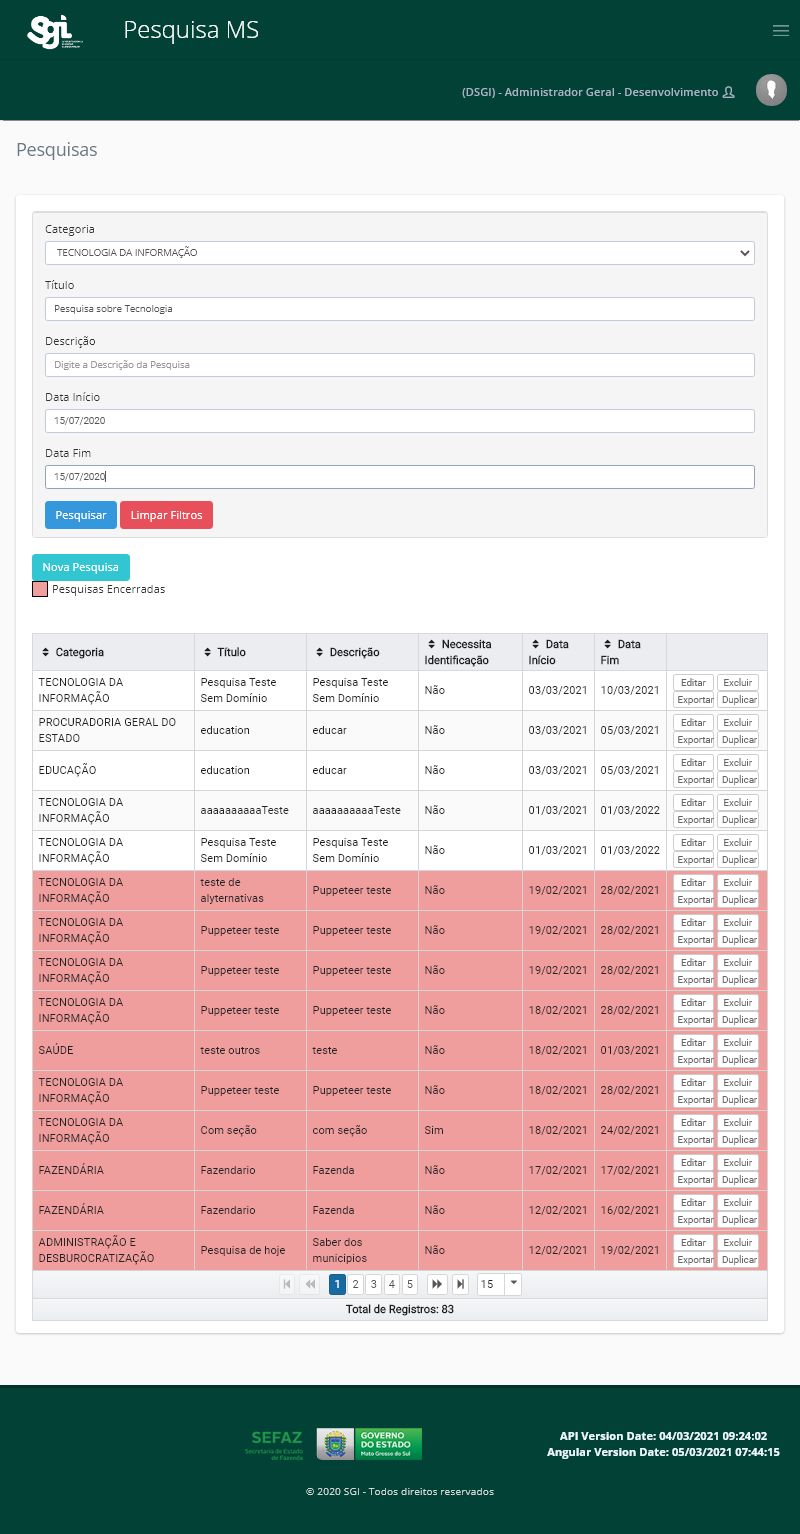 Sgi
Pesquisa MS
(DSGI) - Administrador Geral - Desenvolvimento
Pesquisas
Categoria
TECNOLOGIA DA INFORMAÇÃO
Título
Pesquisa sobre Tecnologia
Descrição
Digite a Descrição da Pesquisa
Data Início
15/07/2020
Data Fim
15/07/2020
Pesquisar Limpar Filtros
Nova Pesquisa
Pesquisas Encerradas
Categoria Título Descrição Necessita Identificação Data Início Data Fim
TECNOLOGIA DA INFORMAÇÃO Pesquisa Teste Sem Domínio Pesquisa Teste Sem Domínio Não 03/03/2021 10/03/2021 Editar Excluir Exportar Duplicar
PROCURADORIA GERAL DO ESTADO education educar Não 03/03/2021 05/03/2021 Editar Excluir Exportar Duplicar
EDUCAÇÃO education educar Não 03/03/2021 05/03/2021 Editar Excluir Exportar Duplicar
TECNOLOGIA DA INFORMAÇÃO aaaaaaaaaaTeste aaaaaaaaaaTeste Não 01/03/2021 01/03/2022 Editar Excluir Exportar Duplicar
TECNOLOGIA DA INFORMAÇÃO Pesquisa Teste Sem Domínio Pesquisa Teste Sem Domínio Não 01/03/2021 01/03/2022 Editar Excluir Exportar Duplicar
TECNOLOGIA DA INFORMAÇÃO teste de alyternativas Puppeteer teste Não 19/02/2021 28/02/2021 Editar Excluir Exportar Duplicar
TECNOLOGIA DA INFORMAÇÃO Puppeteer teste Puppeteer teste Não 19/02/2021 28/02/2021 Editar Excluir Exportar Duplicar
TECNOLOGIA DA INFORMAÇÃO Puppeteer teste Puppeteer teste Não 19/02/2021 28/02/2021 Editar Excluir Exportar Duplicar
TECNOLOGIA DA INFORMAÇÃO Puppeteer teste Puppeteer teste Não 18/02/2021 28/02/2021 Editar Excluir Exportar Duplicar
SAÚDE teste outros teste Não 18/02/2021 01/03/2021 Editar Excluir Exportar Duplicar
TECNOLOGIA DA INFORMAÇÃO Puppeteer teste Puppeteer teste Não 18/02/2021 28/02/2021 Editar Excluir Exportar Duplicar
TECNOLOGIA DA INFORMAÇÃO Com seção com seção Sim 18/02/2021 24/02/2021 Editar Excluir Exportar Duplicar
FAZENDÁRIA Fazendario Fazenda Não 17/02/2021 17/02/2021 Editar Excluir Exportar Duplicar
FAZENDÁRIA Fazendario Fazenda Não 12/02/2021 16/02/2021 Editar Excluir Exportar Duplicar
ADMINISTRAÇÃO E DESBUROCRATIZAÇÃO Pesquisa de hoje Saber dos municipios Não 12/02/2021 19/02/2021 Editar Excluir Exportar Duplicar
1 2 3 4 5 15
Total de Registros: 83
SEFAZ
Secretaria de Estado
de Fazenda
GOVERNO
DO ESTADO
Mato Grosso do Sul
API Version Date: 04/03/2021 09:24:02
Angular Version Date: 05/03/2021 07:44:15
© 2020 SGI - Todos direitos reservados